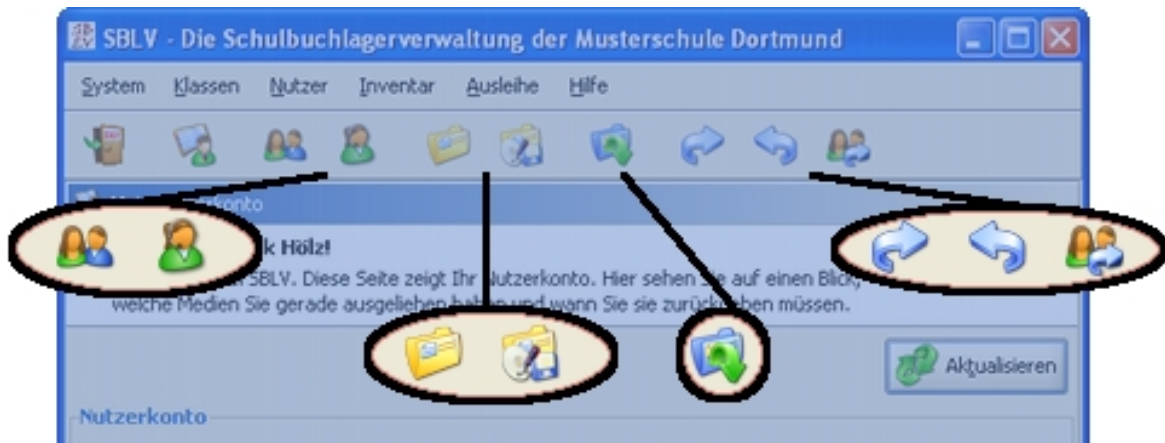 SBLV - Die Schulbuchlagerverwaltung der Musterschule Dortmund
System Klassen Nutzer Inventar Ausleihe Hilfe
k Hölz!
SBLV. Diese Seite zeigt Ihr Nutzerkonto. Hier sehen Sie auf einen Blick,
welche Medien Sie gerade ausgeliehen haben und wann Sie sie zurückgeben müssen.
Aktualisieren
Nutzerkonto